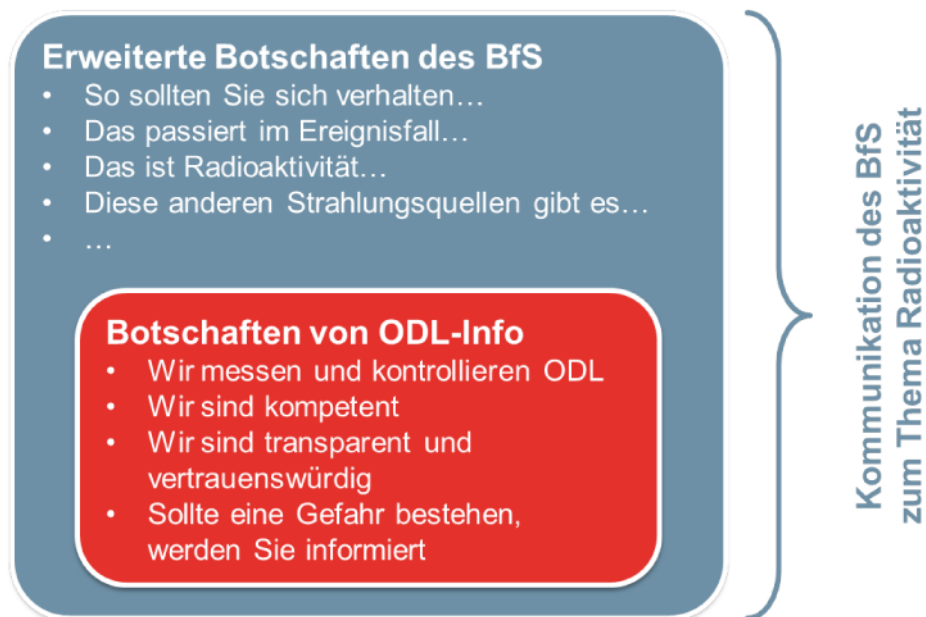 Erweiterte Botschaften des BfS
• So sollten Sie sich verhalten…
• Das passiert im Ereignisfall…
• Das ist Radioaktivität…
• Diese anderen Strahlungsquellen gibt es…
• …
Botschaften von ODL-Info
• Wir messen und kontrollieren ODL
• Wir sind kompetent
• Wir sind transparent und
vertrauenswürdig
• Sollte eine Gefahr bestehen,
werden Sie informiert
Kommunikation des BfS
zum Thema Radioaktivität